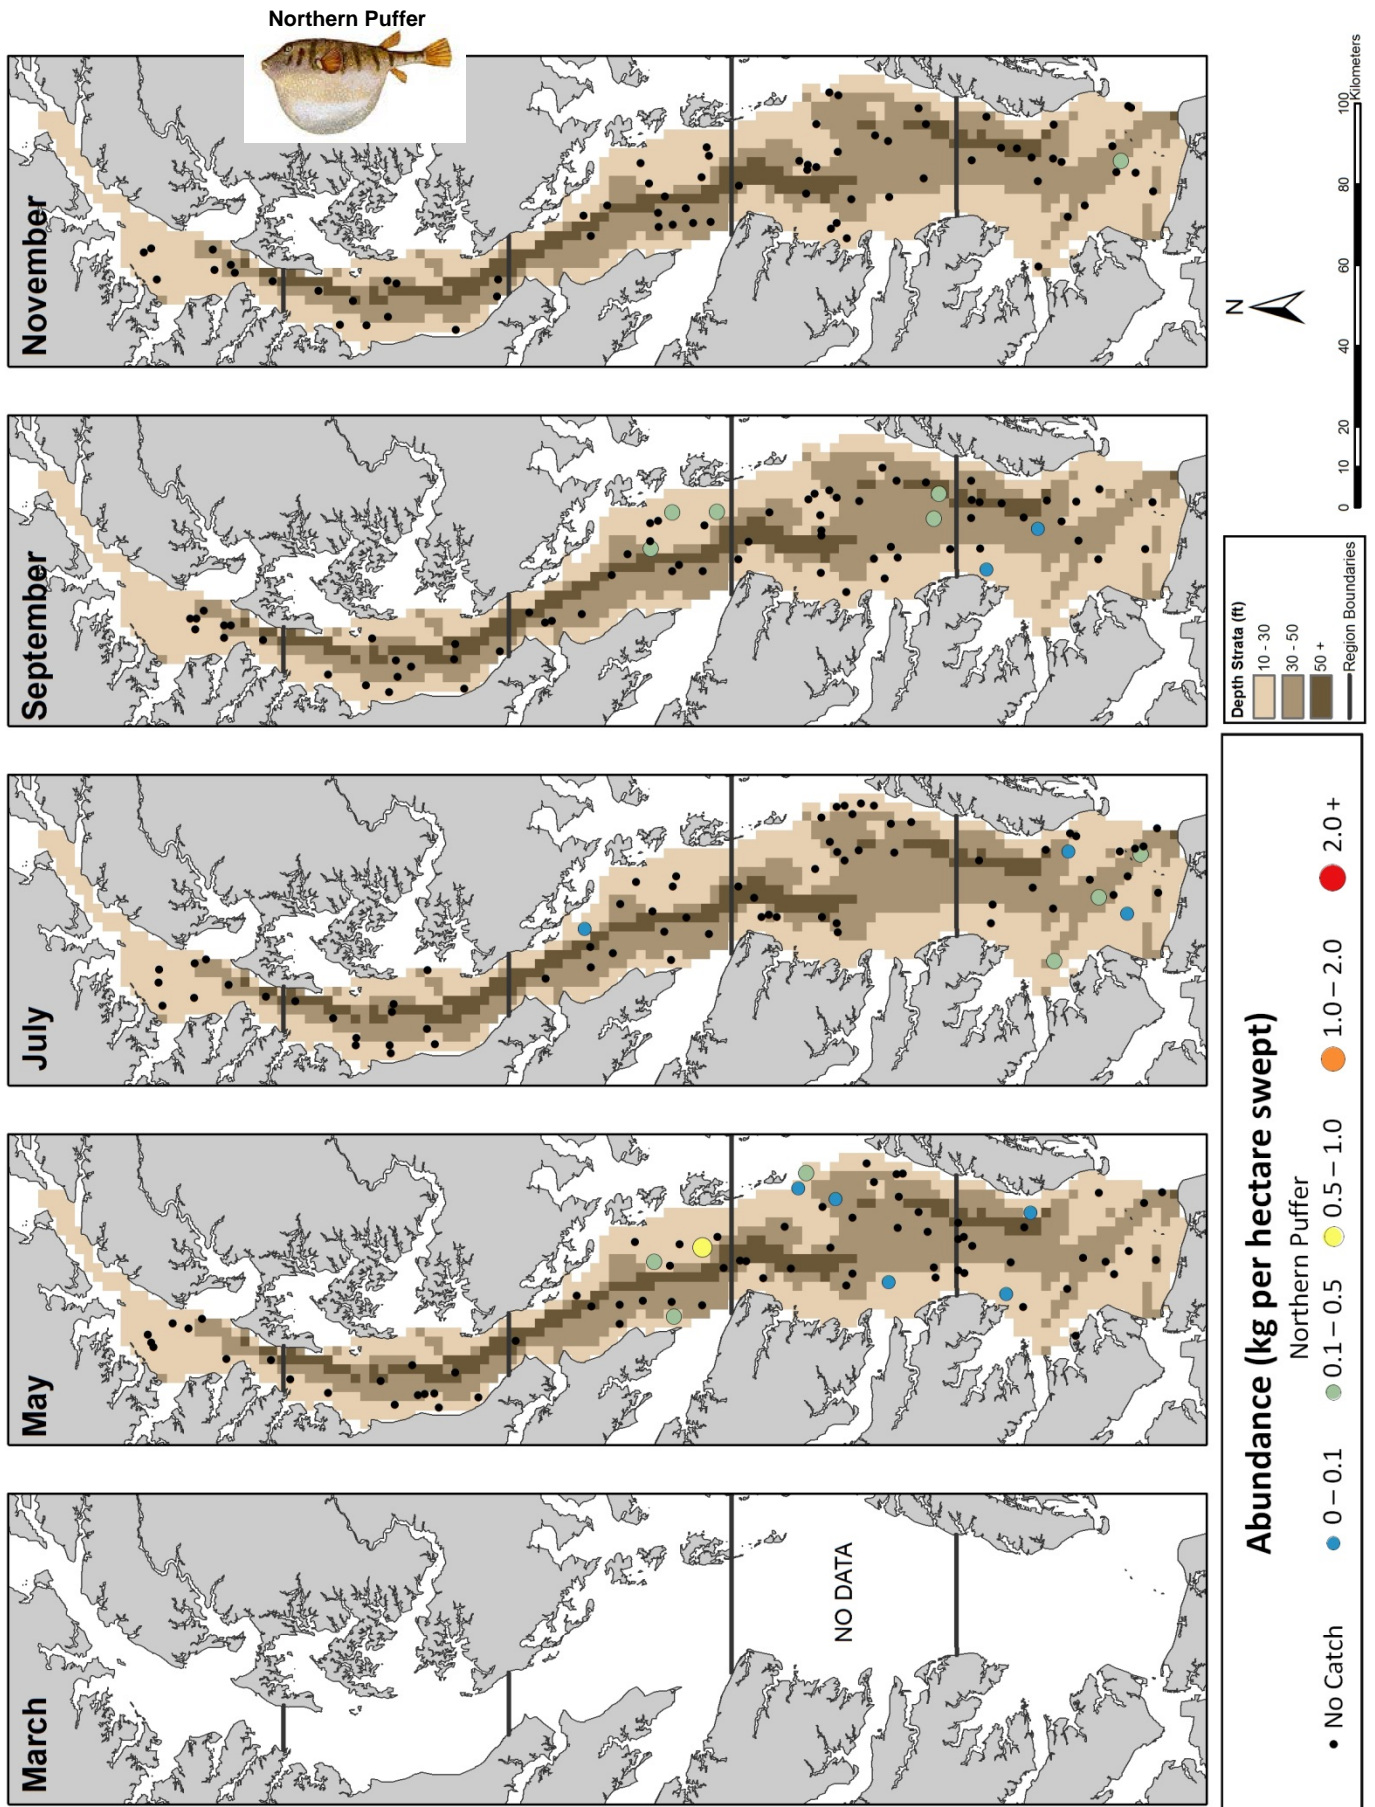 Northern Puffer
March
May
July
September
November
NO DATA
Abundance (kg per hectare swept)
Northern Puffer
No Catch
0 – 0.1
0.1 – 0.5
0.5 – 1.0
1.0 – 2.0
2.0 +
Depth Strata (ft)
10 - 30
30 - 50
50 +
Region Boundaries
N
0 10 20 40 60 80 100
Kilometers